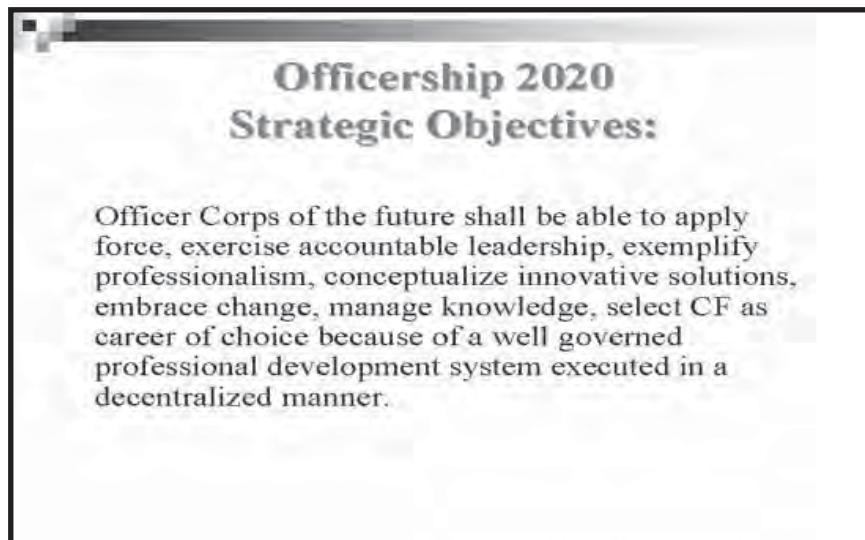 Officership 2020
Strategic Objectives:
Officer Corps of the future shall be able to apply
force, exercise accountable leadership, exemplify
professionalism, conceptualize innovative solutions,
embrace change, manage knowledge, select CF as
career of choice because of a well governed
professional development system executed in a
decentralized manner.